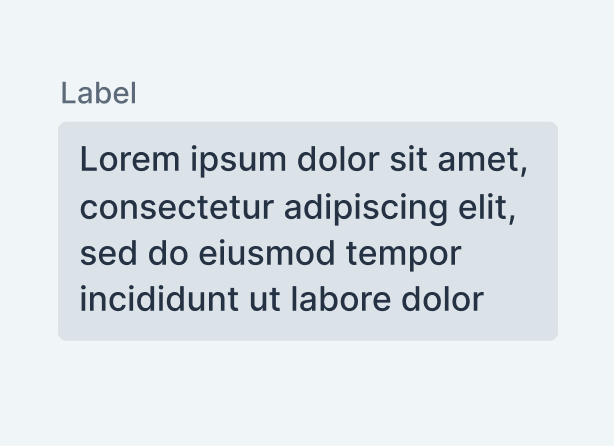 Label
Lorem ipsum dolor sit amet,
consectetur adipiscing elit,
sed do eiusmod tempor
incididunt ut labore dolor